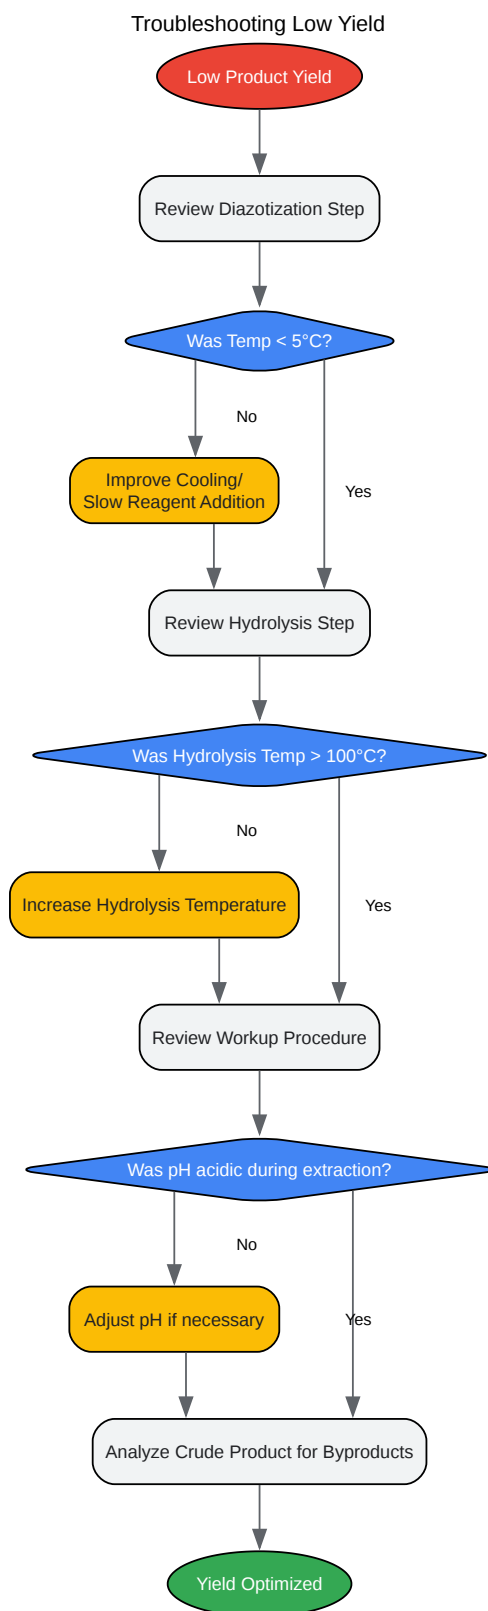 Troubleshooting Low Yield
Low Product Yield
Review Diazotization Step
Was Temp < 5°C?
No
Improve Cooling/
Slow Reagent Addition
Yes
Review Hydrolysis Step
Was Hydrolysis Temp > 100°C?
No
Increase Hydrolysis Temperature
Yes
Review Workup Procedure
Was pH acidic during extraction?
No
Adjust pH if necessary
Yes
Analyze Crude Product for Byproducts
Yield Optimized